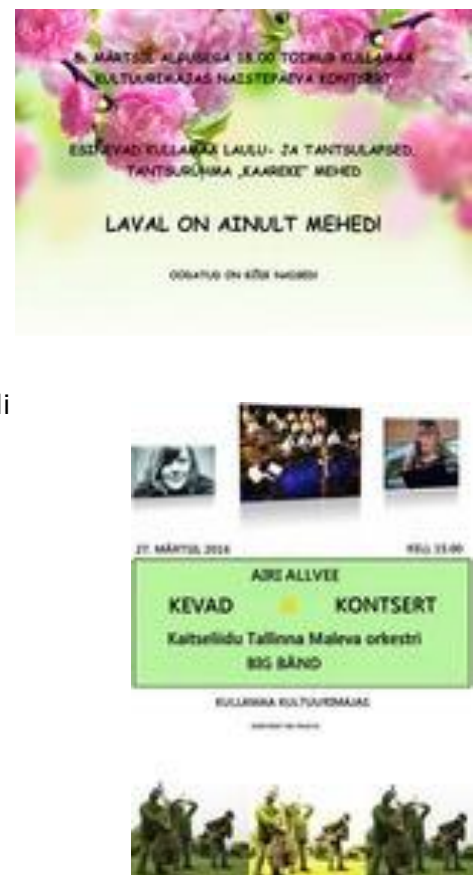 8. MÄRTSIL ALGUSEGA 18.00 TOIMUB KULLAMAA
KULTUURIMAJAS NAISTEPÄEVA KONTSERT
ESINEVAD KULLAMAA LAULU- JA TANTSULAPSED,
TANTSURÜHMA „KAAREKE" MEHED
LAVAL ON AINULT MEHED!
OODATUD ON KÕIK NAISED!
li
27. MÄRTSIL 2016
KELL 15.00
AIRI ALLVEE
KEVAD KONTSERT
Kaitseliidu Tallinna Maleva orkestri
BIG BÄND
KULLAMAA KULTUURIMAJAS